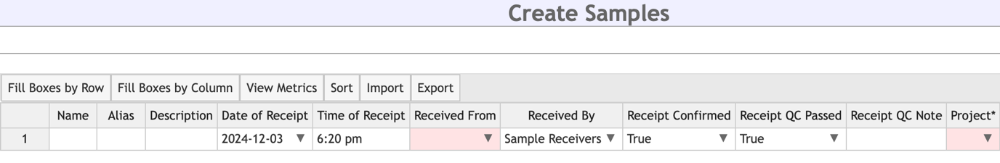 Create Samples
Fill Boxes by Row Fill Boxes by Column View Metrics Sort Import Export
Name Alias Description Date of Receipt Time of Receipt Received From Received By Receipt Confirmed Receipt QC Passed Receipt QC Note Project*
1 2024-12-03 ▼ 6:20 pm ▼ Sample Receivers ▼ True ▼ True ▼ ▼